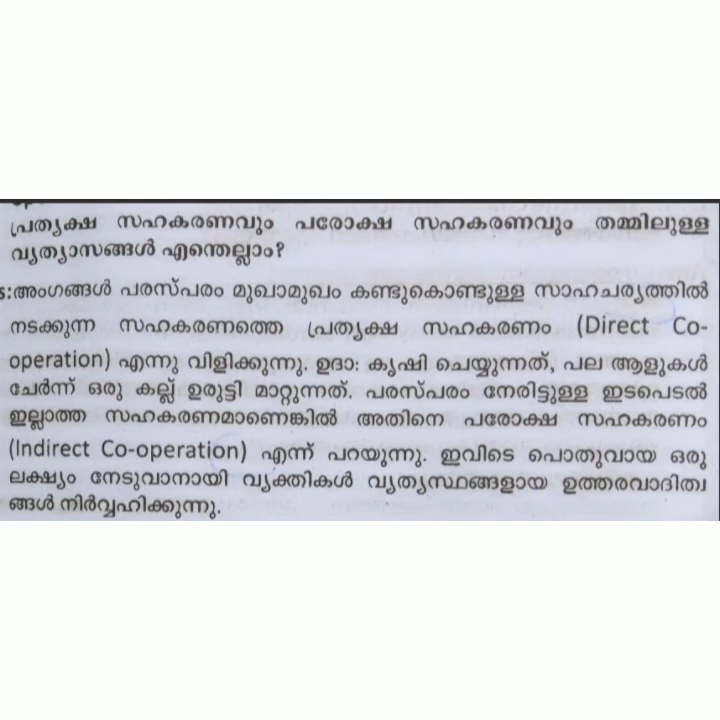 പ്രത്യക്ഷ സഹകരണവും പരോക്ഷ സഹകരണവും തമ്മിലുള്ള
വ്യത്യാസങ്ങൾ എന്തെല്ലാം?
s:അംഗങ്ങൾ പരസ്പരം മുഖാമുഖം കണ്ടുകൊണ്ടുള്ള സാഹചര്യത്തിൽ
നടക്കുന്ന സഹകരണത്തെ പ്രത്യക്ഷ സഹകരണം (Direct Co-
operation) എന്നു വിളിക്കുന്നു. ഉദാ: കൃഷി ചെയ്യുന്നത്, പല ആളുകൾ
ചേർന്ന് ഒരു കല്ല് ഉരുട്ടി മാറ്റുന്നത്. പരസ്പരം നേരിട്ടുള്ള ഇടപെടൽ
ഇല്ലാത്ത സഹകരണമാണെങ്കിൽ അതിനെ പരോക്ഷ സഹകരണം
(Indirect Co-operation) എന്ന് പറയുന്നു. ഇവിടെ പൊതുവായ ഒരു
ലക്ഷ്യം നേടുവാനായി വ്യക്തികൾ വ്യത്യസ്ഥങ്ങളായ ഉത്തരവാദിത്വ
ങ്ങൾ നിർവ്വഹിക്കുന്നു.